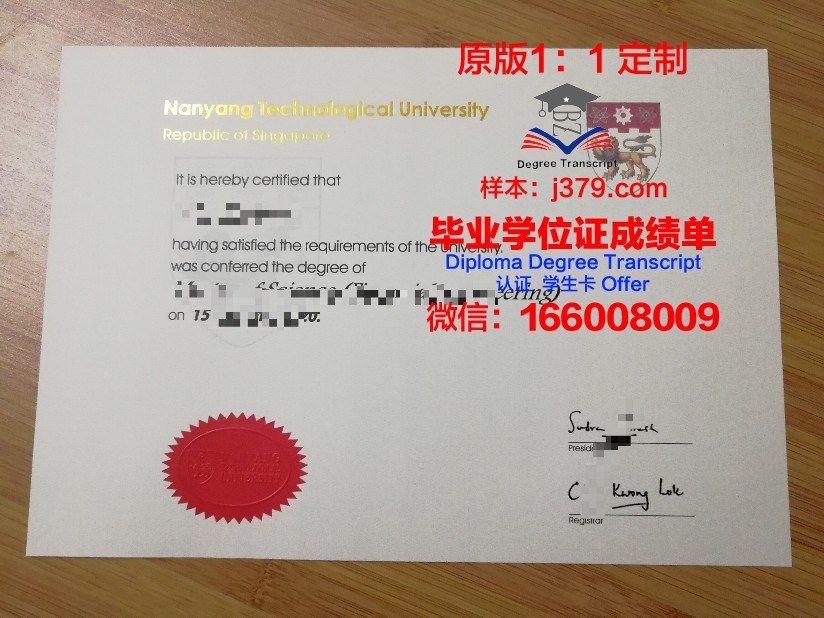 原版1：1 定制
Nanyang Technological University
Republic of Singapore
BZ
Degree Transcript
It is hereby certified that
样本：j379.com
毕业学位证成绩单
having satisfied the requirements of the University,
was conferred the degree of
Diploma Degree Transcript
认证 学生卡 Offer
on 15
微信：166008009
President
Kwong Lok
Registrar